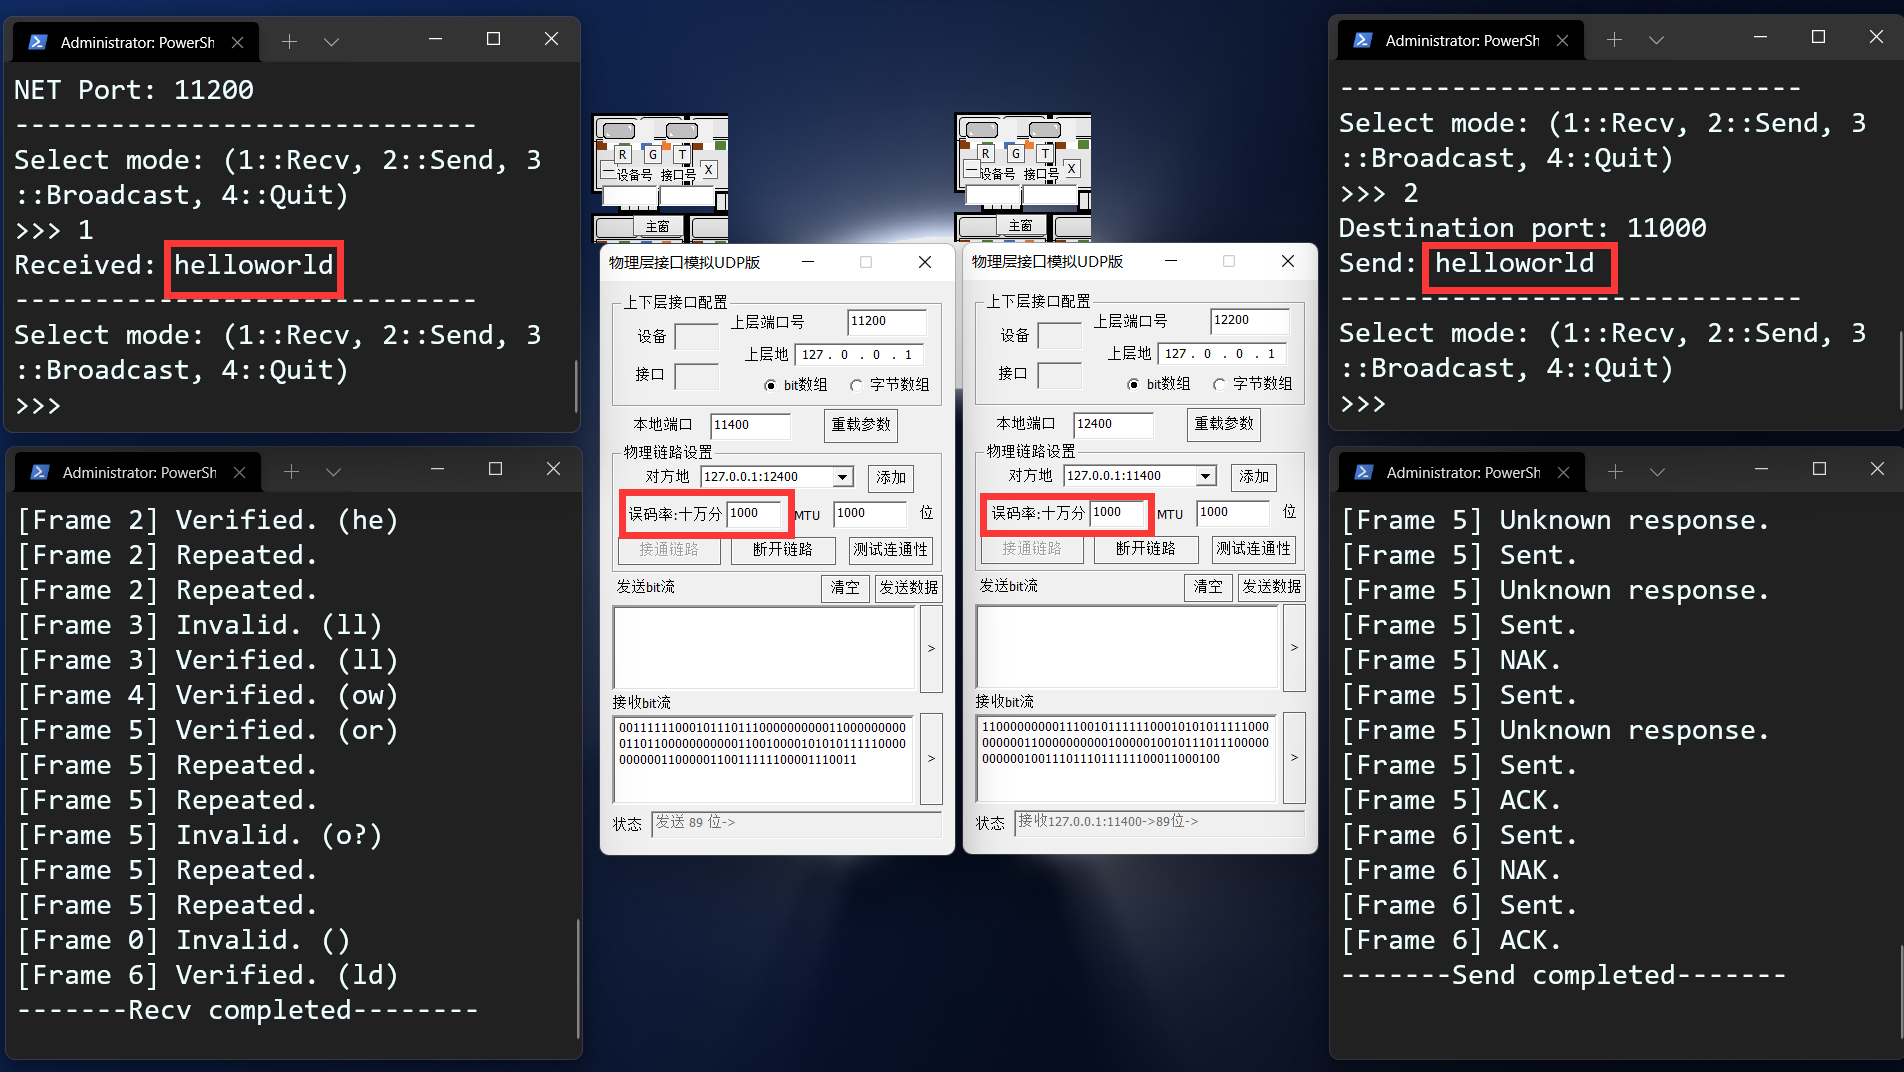 Administrator: PowerSh
NET Port: 11200
-----------------------------
Select mode: (1::Recv, 2::Send, 3
::Broadcast, 4::Quit)
>>> 1
Received: helloworld
-----------------------------
Select mode: (1::Recv, 2::Send, 3
::Broadcast, 4::Quit)
>>>
Administrator: PowerSh
[Frame 2] Verified. (he)
[Frame 2] Repeated.
[Frame 2] Repeated.
[Frame 3] Invalid. (ll)
[Frame 3] Verified. (ll)
[Frame 4] Verified. (ow)
[Frame 5] Verified. (or)
[Frame 5] Repeated.
[Frame 5] Repeated.
[Frame 5] Invalid. (o?)
[Frame 5] Repeated.
[Frame 5] Repeated.
[Frame 0] Invalid. ()
[Frame 6] Verified. (ld)
-------Recv completed--------
R G T
设备号 接口号 X
主窗
物理层接口模拟UDP版
上下层接口配置
设备 上层端口号 11200
上层地 127 . 0 . 0 . 1
接口 bit数组 字节数组
本地端口 11400 重载参数
物理链路设置
对方地 127.0.0.1:12400 添加
误码率:十万分 1000 MTU 1000 位
接通链路 断开链路 测试连通性
发送bit流 清空 发送数据
>
接收bit流
>
状态 发送 89 位->
R G T
设备号 接口号 X
主窗
物理层接口模拟UDP版
上下层接口配置
设备 上层端口号 12200
上层地 127 . 0 . 0 . 1
接口 bit数组 字节数组
本地端口 12400 重载参数
物理链路设置
对方地 127.0.0.1:11400 添加
误码率:十万分 1000 MTU 1000 位
接通链路 断开链路 测试连通性
发送bit流 清空 发送数据
>
接收bit流
>
状态 接收127.0.0.1:11400->89位->
Administrator: PowerSh
-----------------------------
Select mode: (1::Recv, 2::Send, 3
::Broadcast, 4::Quit)
>>> 2
Destination port: 11000
Send: helloworld
-----------------------------
Select mode: (1::Recv, 2::Send, 3
::Broadcast, 4::Quit)
>>>
Administrator: PowerSh
[Frame 5] Unknown response.
[Frame 5] Sent.
[Frame 5] Unknown response.
[Frame 5] Sent.
[Frame 5] NAK.
[Frame 5] Sent.
[Frame 5] Unknown response.
[Frame 5] Sent.
[Frame 5] ACK.
[Frame 6] Sent.
[Frame 6] NAK.
[Frame 6] Sent.
[Frame 6] ACK.
-------Send completed-------